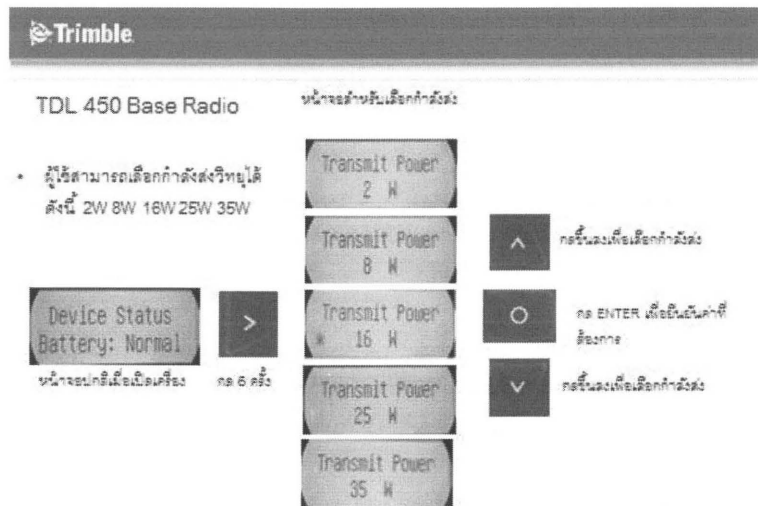 Trimble
TDL 450 Base Radio
หน้าจอสำหรับเลือกกำลังส่ง
• ผู้ใช้สามารถเลือกกำลังส่งวิทยุได้
ดังนี้ 2W 8W 16W 25W 35W
Transmit Power
2 W
Transmit Power
8 W
Transmit Power
* 16 W
Transmit Power
25 W
Transmit Power
35 W
Device Status
Battery: Normal
>
หน้าจอปกติเมื่อเปิดเครื่อง
กด 6 ครั้ง
กดขึ้นลงเพื่อเลือกกำลังส่ง
กด ENTER เพื่อยืนยันค่าที่
ต้องการ
กดขึ้นลงเพื่อเลือกกำลังส่ง